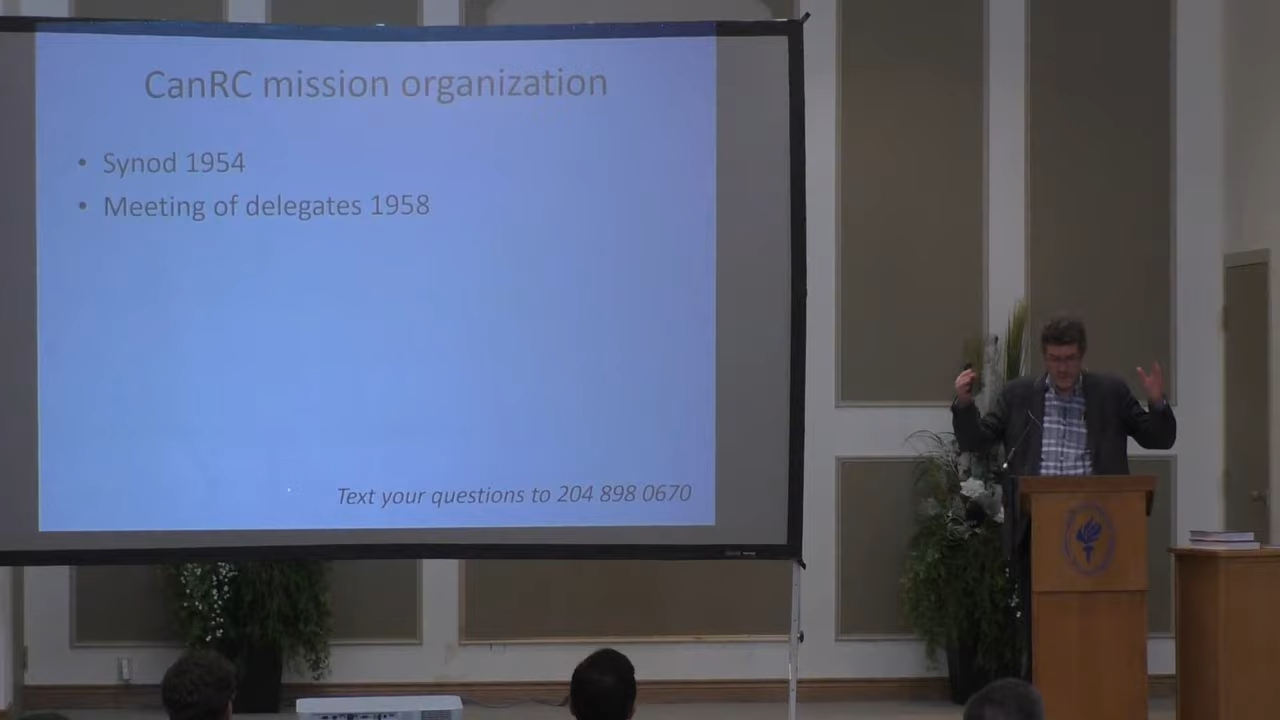 CanRC mission organization
• Synod 1954
• Meeting of delegates 1958
Text your questions to 204 898 0670